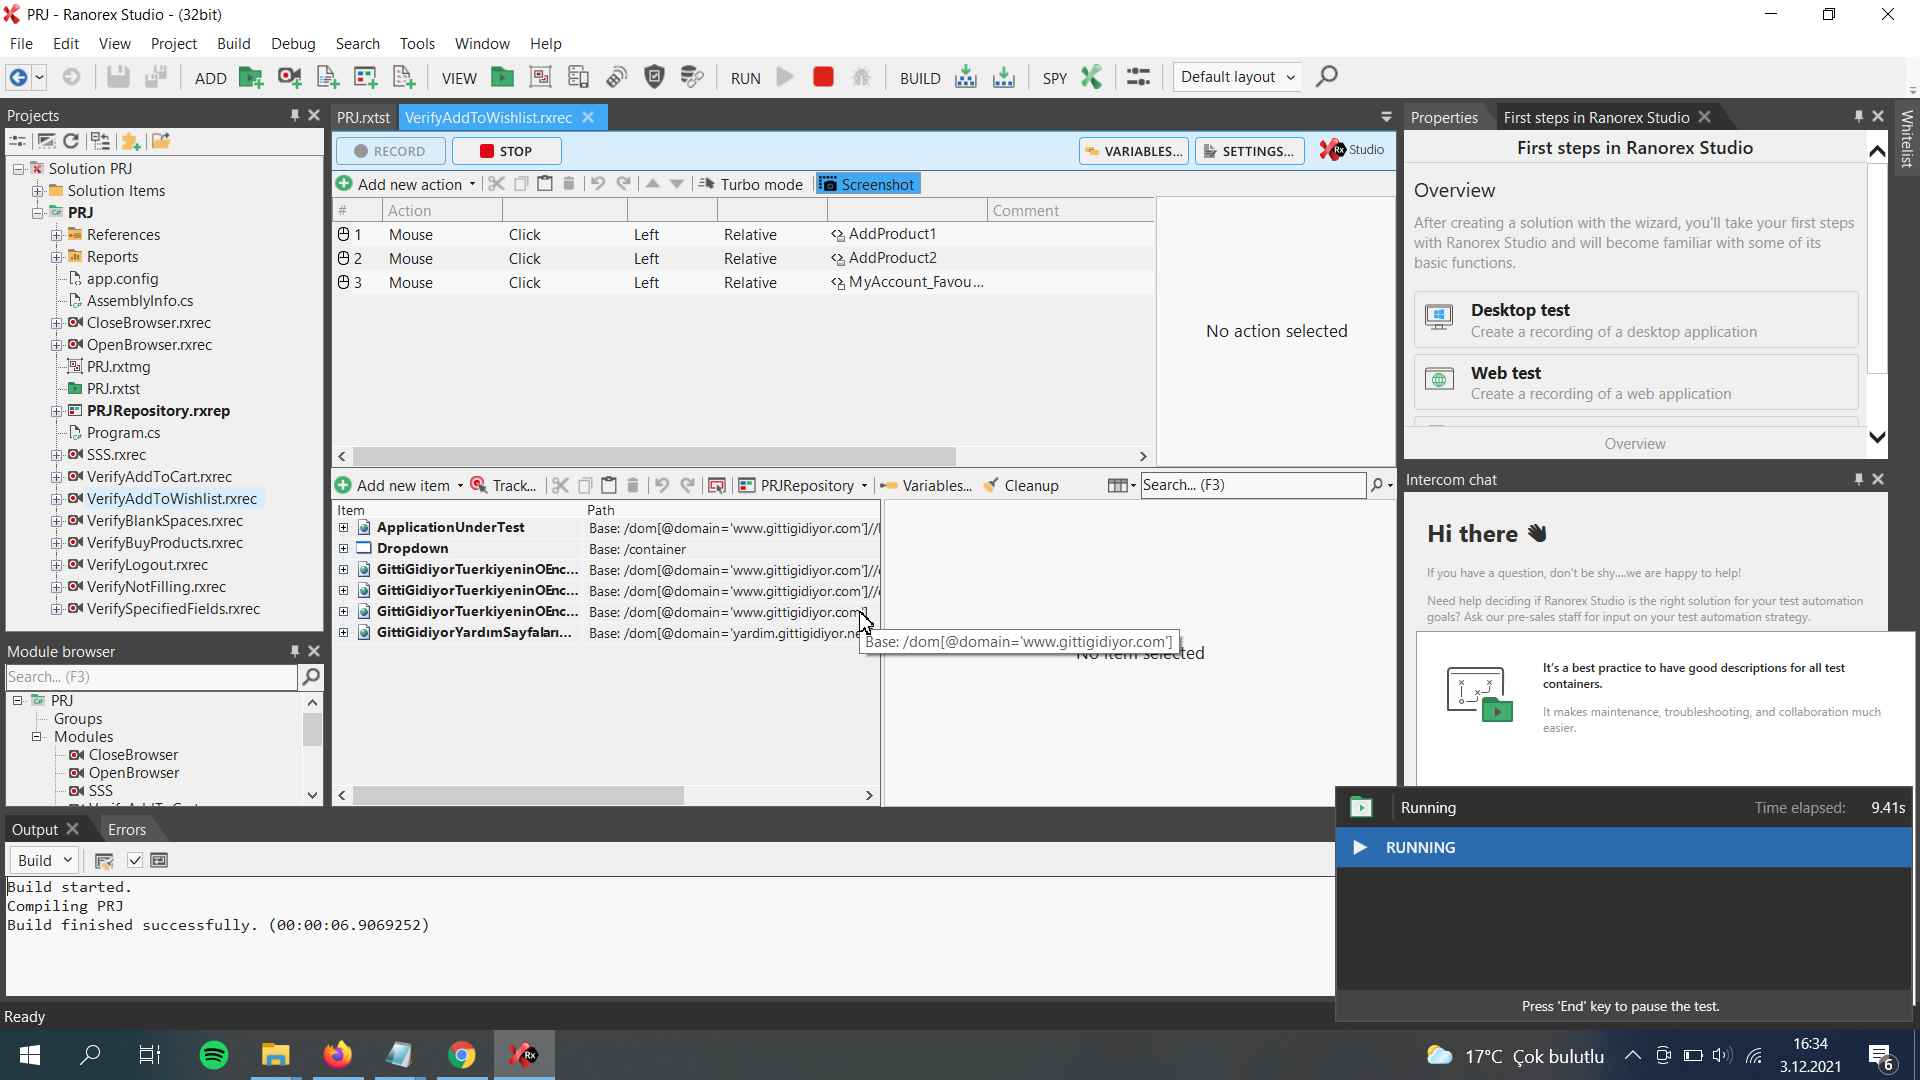 PRJ - Ranorex Studio - (32bit)
File Edit View Project Build Debug Search Tools Window Help
ADD VIEW RUN BUILD SPY Default layout
Projects
Solution PRJ
Solution Items
PRJ
References
Reports
app.config
AssemblyInfo.cs
CloseBrowser.rxrec
OpenBrowser.rxrec
PRJ.rxtmg
PRJ.rxtst
PRJRepository.rxrep
Program.cs
SSS.rxrec
VerifyAddToCart.rxrec
VerifyAddToWishlist.rxrec
VerifyBlankSpaces.rxrec
VerifyBuyProducts.rxrec
VerifyLogout.rxrec
VerifyNotFilling.rxrec
VerifySpecifiedFields.rxrec
Module browser
Search... (F3)
PRJ
Groups
Modules
CloseBrowser
OpenBrowser
SSS
PRJ.rxtst VerifyAddToWishlist.rxrec
RECORD STOP VARIABLES... SETTINGS... Rx Studio
Add new action Turbo mode Screenshot
# Action Comment
1 Mouse Click Left Relative AddProduct1
2 Mouse Click Left Relative AddProduct2
3 Mouse Click Left Relative MyAccount_Favou...
No action selected
Add new item Track... PRJRepository Variables... Cleanup Search... (F3)
Item Path
ApplicationUnderTest Base: /dom[@domain='www.gittigidiyor.com']//
Dropdown Base: /container
GittiGidiyorTuerkiyeninOEnc... Base: /dom[@domain='www.gittigidiyor.com']//
GittiGidiyorTuerkiyeninOEnc... Base: /dom[@domain='www.gittigidiyor.com']//
GittiGidiyorTuerkiyeninOEnc... Base: /dom[@domain='www.gittigidiyor.com']
GittiGidiyorYardımSayfaları... Base: /dom[@domain='yardim.gittigidiyor.ne
Base: /dom[@domain='www.gittigidiyor.com']
No item selected
Properties First steps in Ranorex Studio
Whitelist
First steps in Ranorex Studio
Overview
After creating a solution with the wizard, you'll take your first steps
with Ranorex Studio and will become familiar with some of its
basic functions.
Desktop test
Create a recording of a desktop application
Web test
Create a recording of a web application
Overview
Intercom chat
Hi there
If you have a question, don't be shy....we are happy to help!
Need help deciding if Ranorex Studio is the right solution for your test automation
goals? Ask our pre-sales staff for input on your test automation strategy.
It's a best practice to have good descriptions for all test
containers.
It makes maintenance, troubleshooting, and collaboration much
easier.
Running Time elapsed: 9.41s
RUNNING
Press 'End' key to pause the test.
Output Errors
Build
Build started.
Compiling PRJ
Build finished successfully. (00:00:06.9069252)
Ready
Rx
17°C Çok bulutlu
16:34
3.12.2021
6